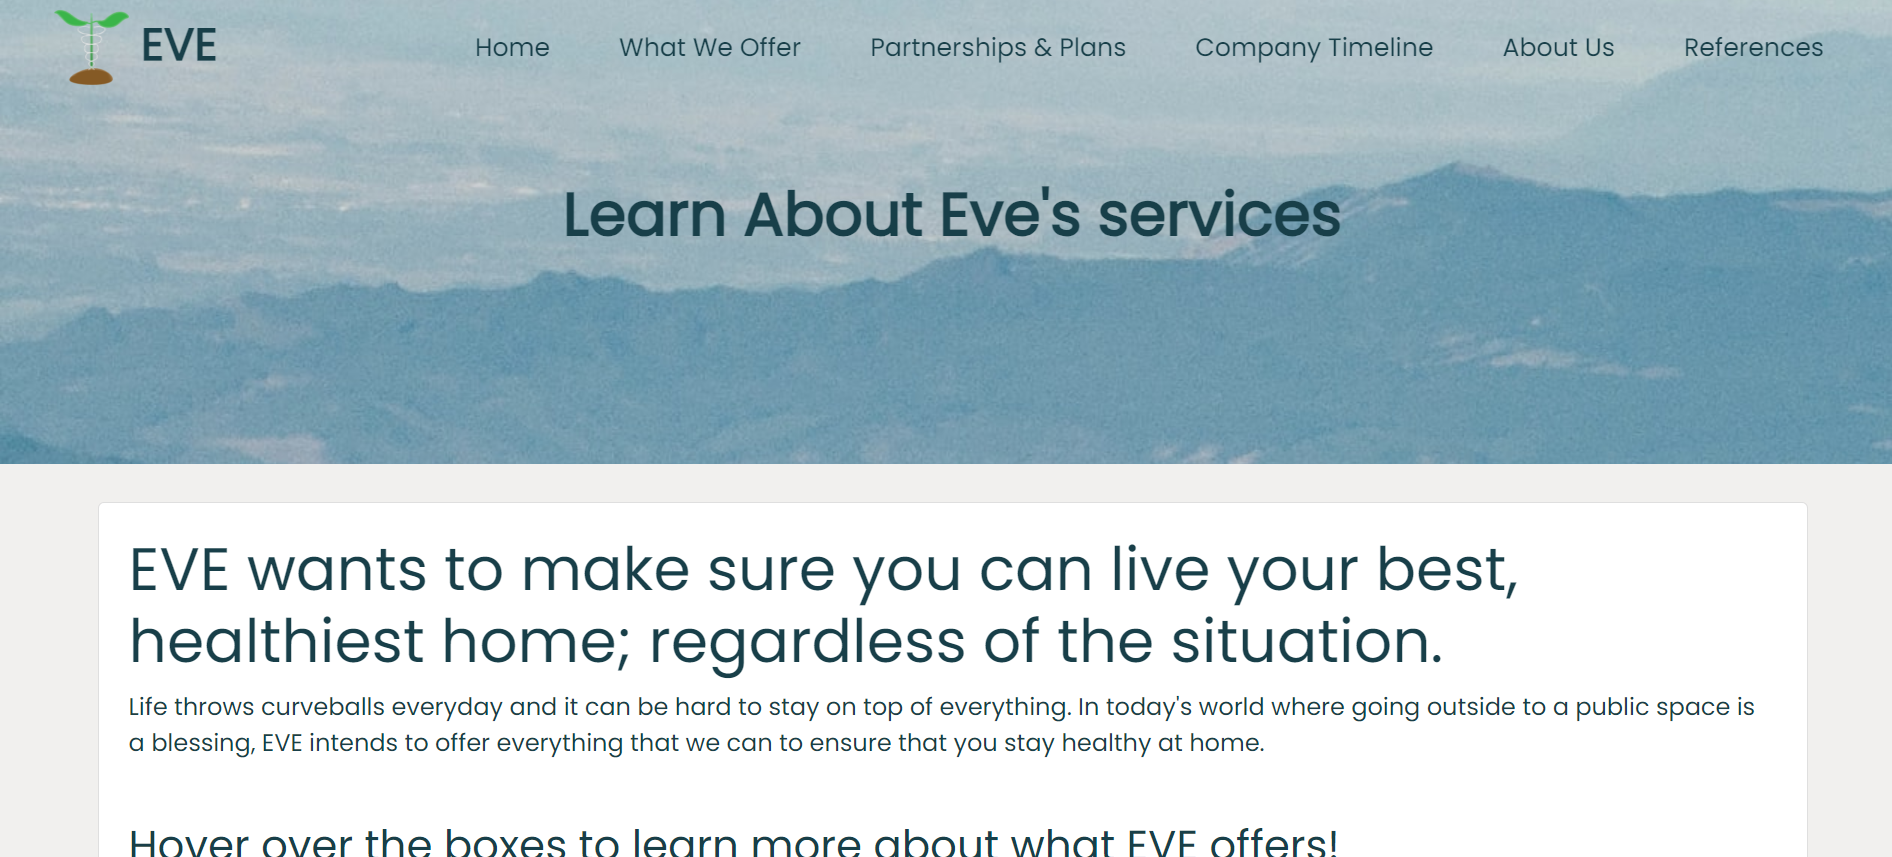 EVE
Home
What We Offer
Partnerships & Plans
Company Timeline
About Us
References
Learn About Eve's services
EVE wants to make sure you can live your best,
healthiest home; regardless of the situation.
Life throws curveballs everyday and it can be hard to stay on top of everything. In today's world where going outside to a public space is
a blessing, EVE intends to offer everything that we can to ensure that you stay healthy at home.
Hover over the boxes to learn more about what EVE offers!